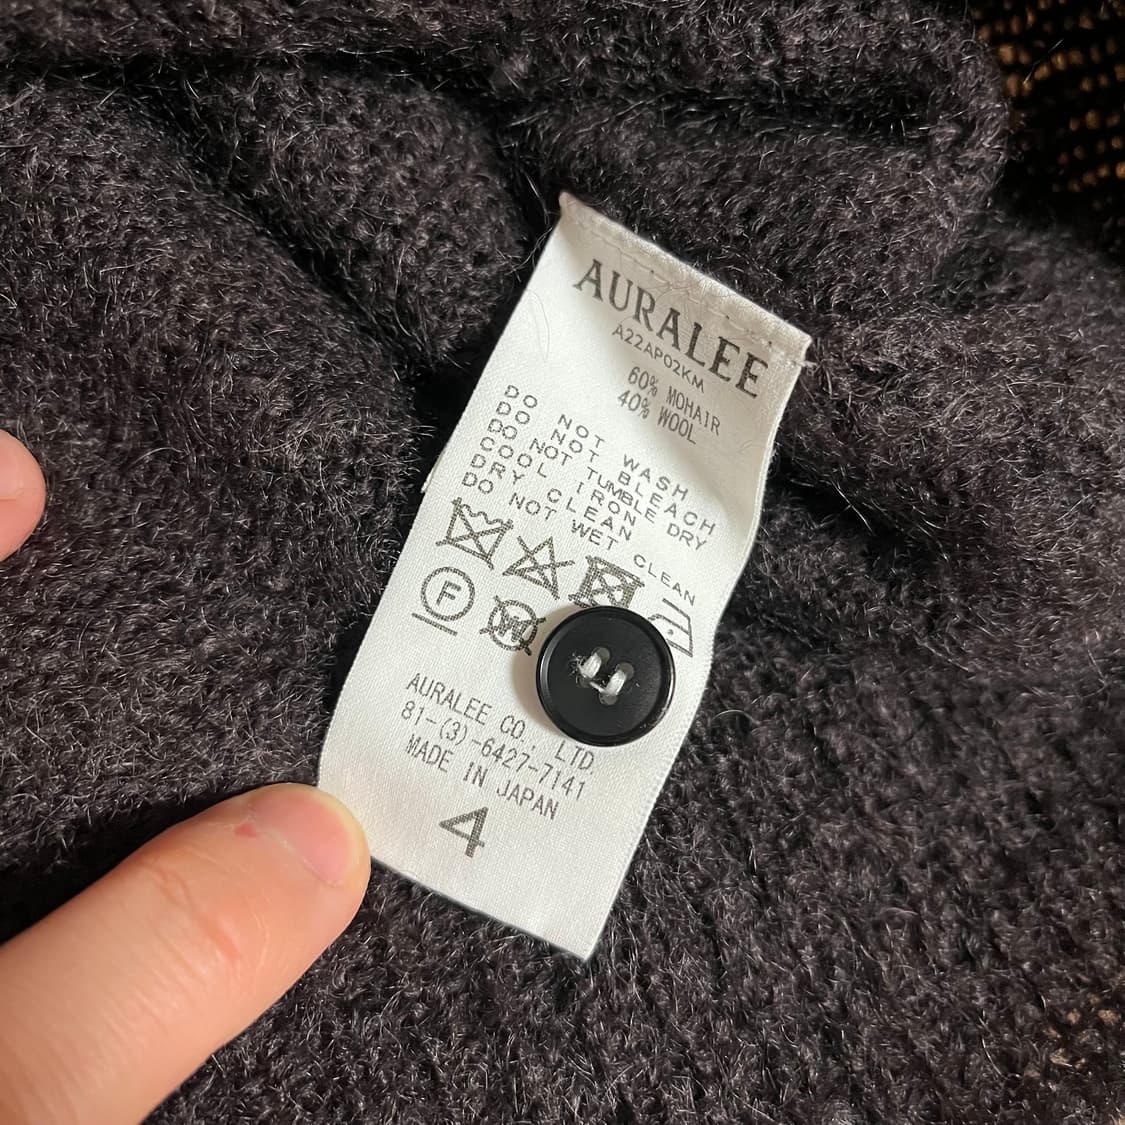 AURALEE
A22AP02KM
60% MOHAIR
40% WOOL
DO NOT WASH
DO NOT BLEACH
DO NOT TUMBLE DRY
COOL IRON
DRY CLEAN
DO NOT WET CLEAN
F
W
AURALEE CO., LTD.
81-(3)-6427-7141
MADE IN JAPAN
4